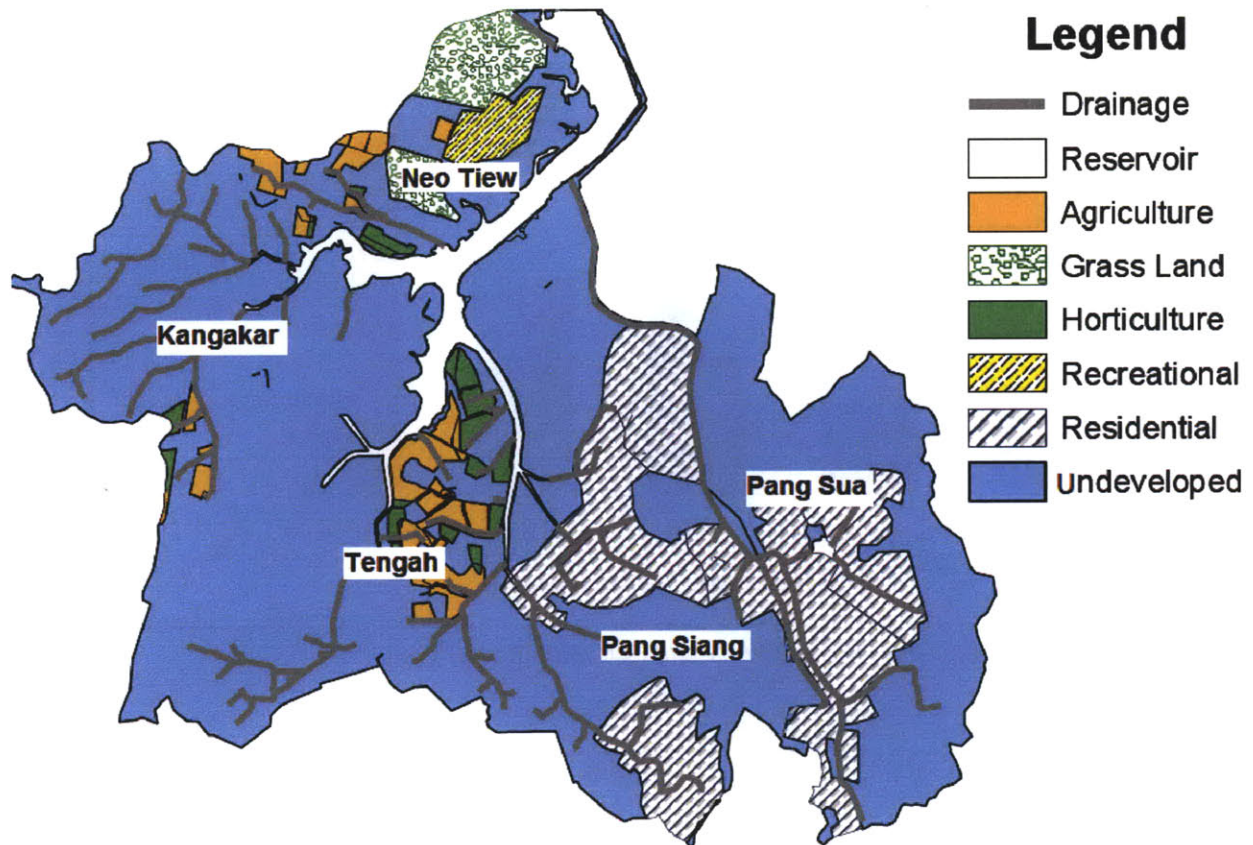 Legend
Drainage
Reservoir
Agriculture
Grass Land
Horticulture
Recreational
Residential
Undeveloped
Neo Tiew
Kangakar
Pang Sua
Tengah
Pang Siang